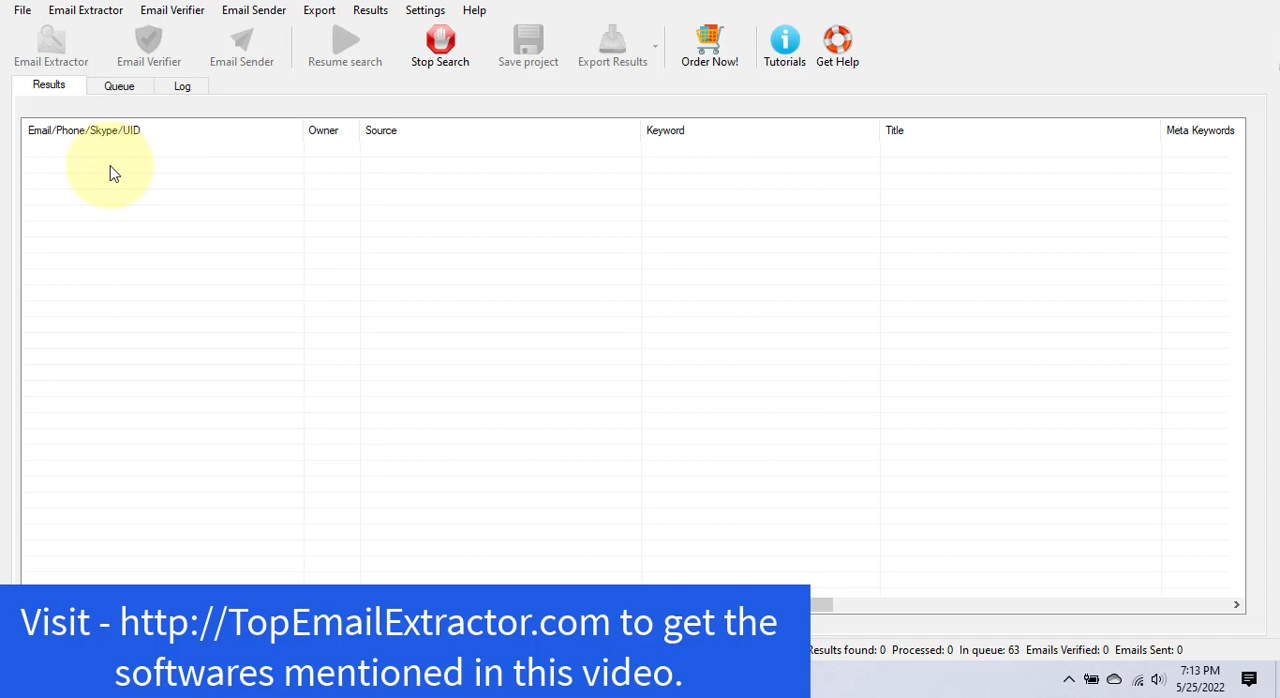 File Email Extractor Email Verifier Email Sender Export Results Settings Help
Email Extractor Email Verifier Email Sender Resume search Stop Search Save project Export Results Order Now! Tutorials Get Help
Results Queue Log
Email/Phone/Skype/UID Owner Source Keyword Title Meta Keywords
Visit - http://TopEmailExtractor.com to get the
softwares mentioned in this video.
Results found: 0 Processed: 0 In queue: 63 Emails Verified: 0 Emails Sent: 0
7:13 PM
5/25/2022